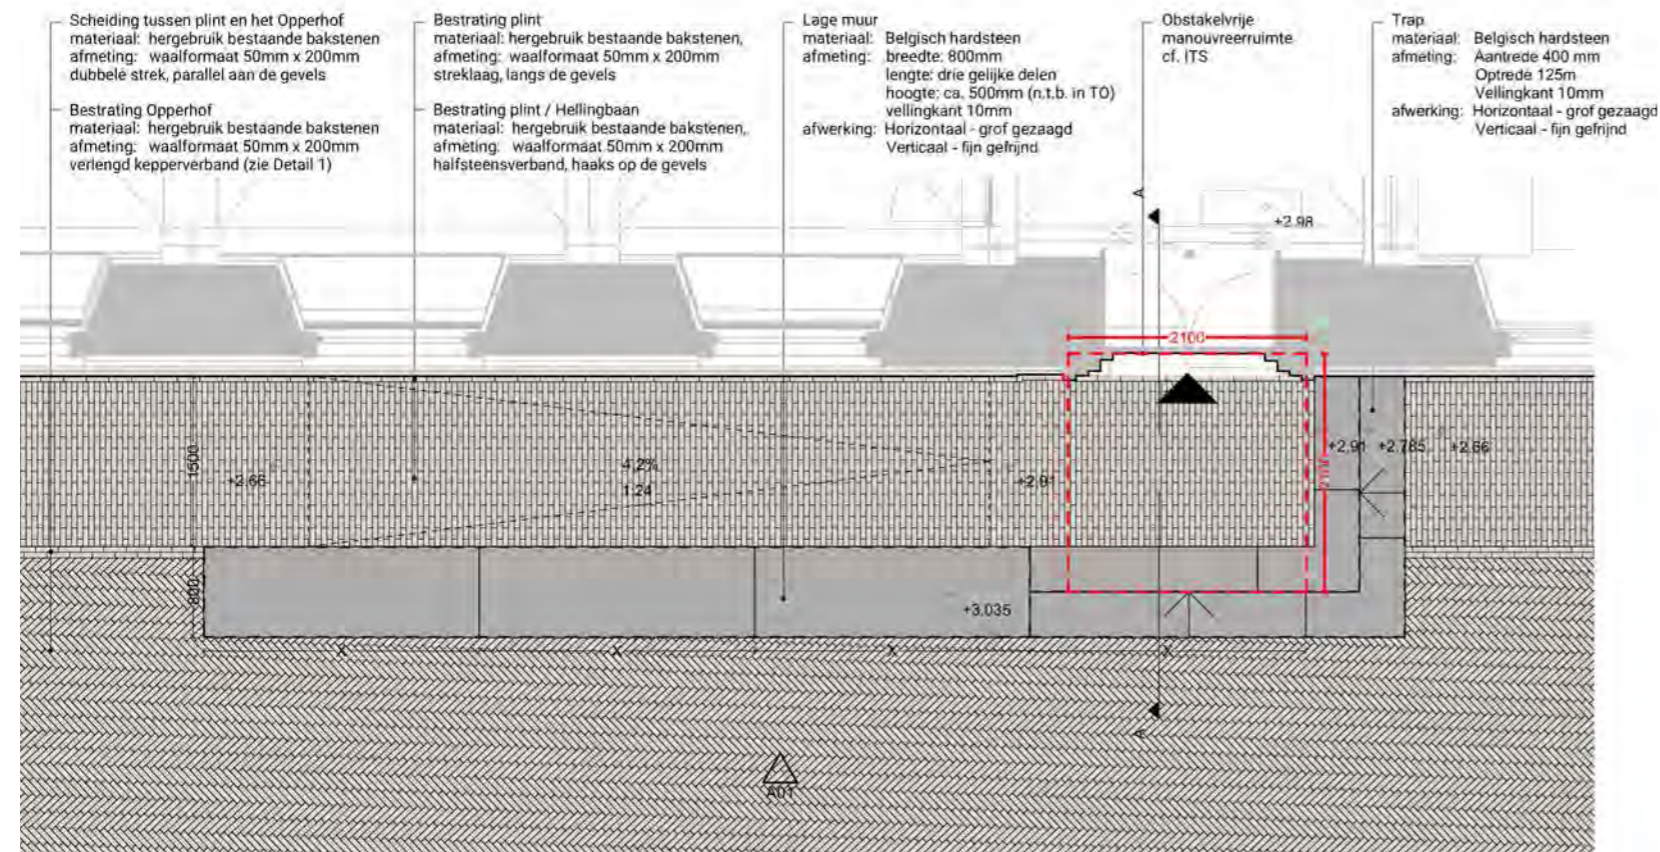 Scheiding tussen plint en het Opperhof
materiaal: hergebruik bestaande bakstenen
afmeting: waalformaat 50mm x 200mm
dubbele strek, parallel aan de gevels
Bestrating Opperhof
materiaal: hergebruik bestaande bakstenen
afmeting: waalformaat 50mm x 200mm
verlengd kepperverband (zie Detail 1)
Bestrating plint
materiaal: hergebruik bestaande bakstenen,
afmeting: waalformaat 50mm x 200mm
streklaag, langs de gevels
Bestrating plint / Hellingbaan
materiaal: hergebruik bestaande bakstenen,
afmeting: waalformaat 50mm x 200mm
halfsteensverband, haaks op de gevels
Lage muur
materiaal: Belgisch hardsteen
afmeting: breedte: 800mm
lengte: drie gelijke delen
hoogte: ca. 500mm (n.t.b. in TO)
vellingkant 10mm
afwerking: Horizontaal - grof gezaagd
Verticaal - fijn gefrijnd
Obstakelvrije
manouvreerruimte
cf. ITS
Trap
materiaal: Belgisch hardsteen
afmeting: Aantrede 400 mm
Optrede 125m
Vellingkant 10mm
afwerking: Horizontaal - grof gezaagd
Verticaal - fijn gefrijnd
A
+2.98
2100
1500
+2.66
4,2%
1:24
+2.91
2100
+2.91
+2.785
+2.66
800
+3.035
X
X
X
X
A
A01